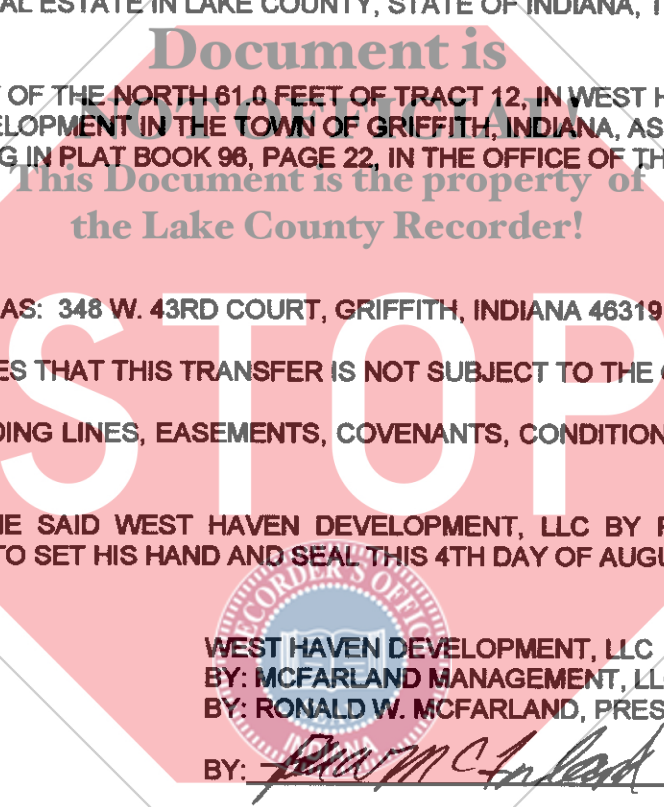 AL ESTATE IN LAKE COUNTY, STATE OF INDIANA, T
Document is
OF THE NORTH 61.0 FEET OF TRACT 12, IN WEST H
NOT OFFICIAL!
ELOPMENT IN THE TOWN OF GRIFFITH, INDIANA, AS
G IN PLAT BOOK 96, PAGE 22, IN THE OFFICE OF TH
This Document is the property of
the Lake County Recorder!
AS: 348 W. 43RD COURT, GRIFFITH, INDIANA 46319
STOP
ES THAT THIS TRANSFER IS NOT SUBJECT TO THE
DING LINES, EASEMENTS, COVENANTS, CONDITION
HE SAID WEST HAVEN DEVELOPMENT, LLC BY
TO SET HIS HAND AND SEAL THIS 4TH DAY OF AUGU
RECORDER'S OFFICE
WEST HAVEN DEVELOPMENT, LLC
BY: MCFARLAND MANAGEMENT, LL
BY: RONALD W. MCFARLAND, PRES
INDIANA
BY: